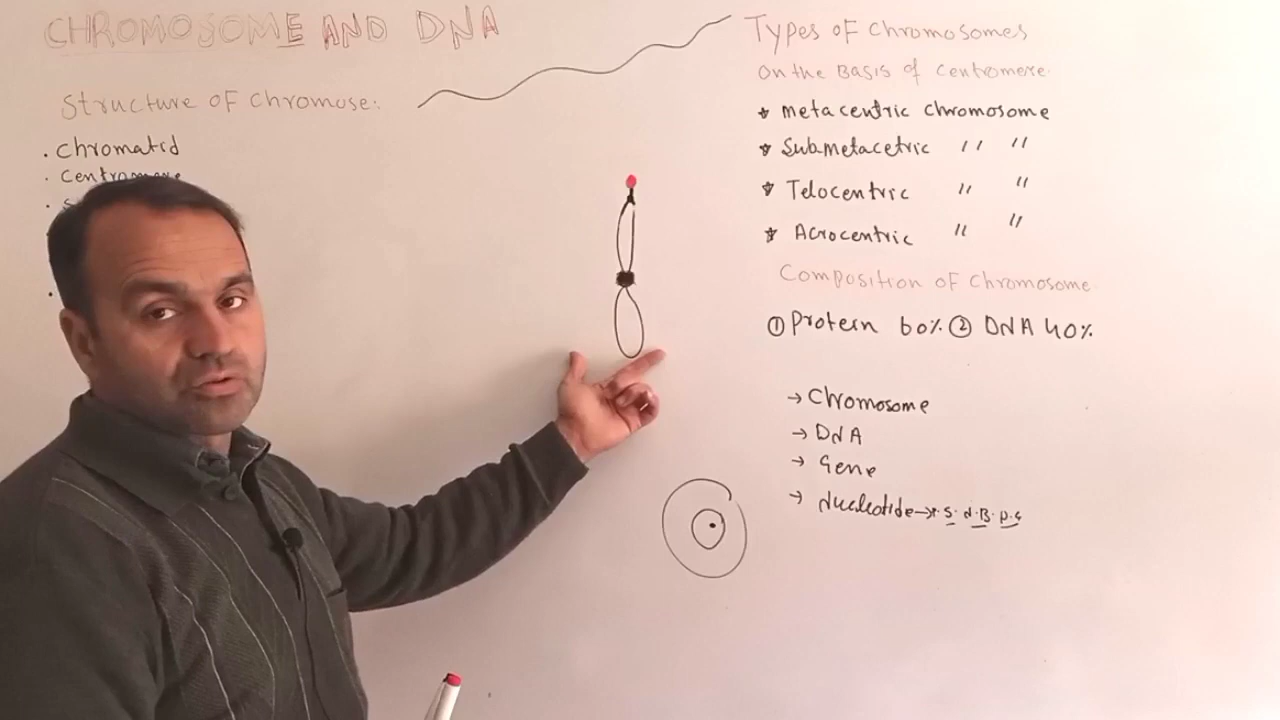 CHROMOSOME AND DNA
Structure of chromose:
. Chromatid
. Centromere
Types of chromosomes
On the Basis of Centromere.
* metacentric chromosome
* Submetacetric " "
* Telocentric " "
* Acrocentric " "
Composition of Chromosome
① Protein 60% ② DNA 40%
→ Chromosome
→ DNA
→ Gene
→ Nucleotide → P.S. N.B. P.G